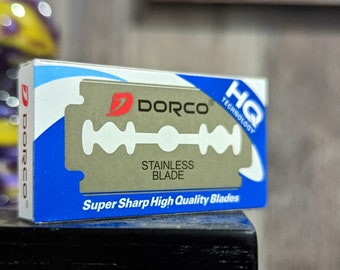 HQ
TECHNOLOGY
DORCO®
STAINLESS
BLADE
Super Sharp High Quality Blades